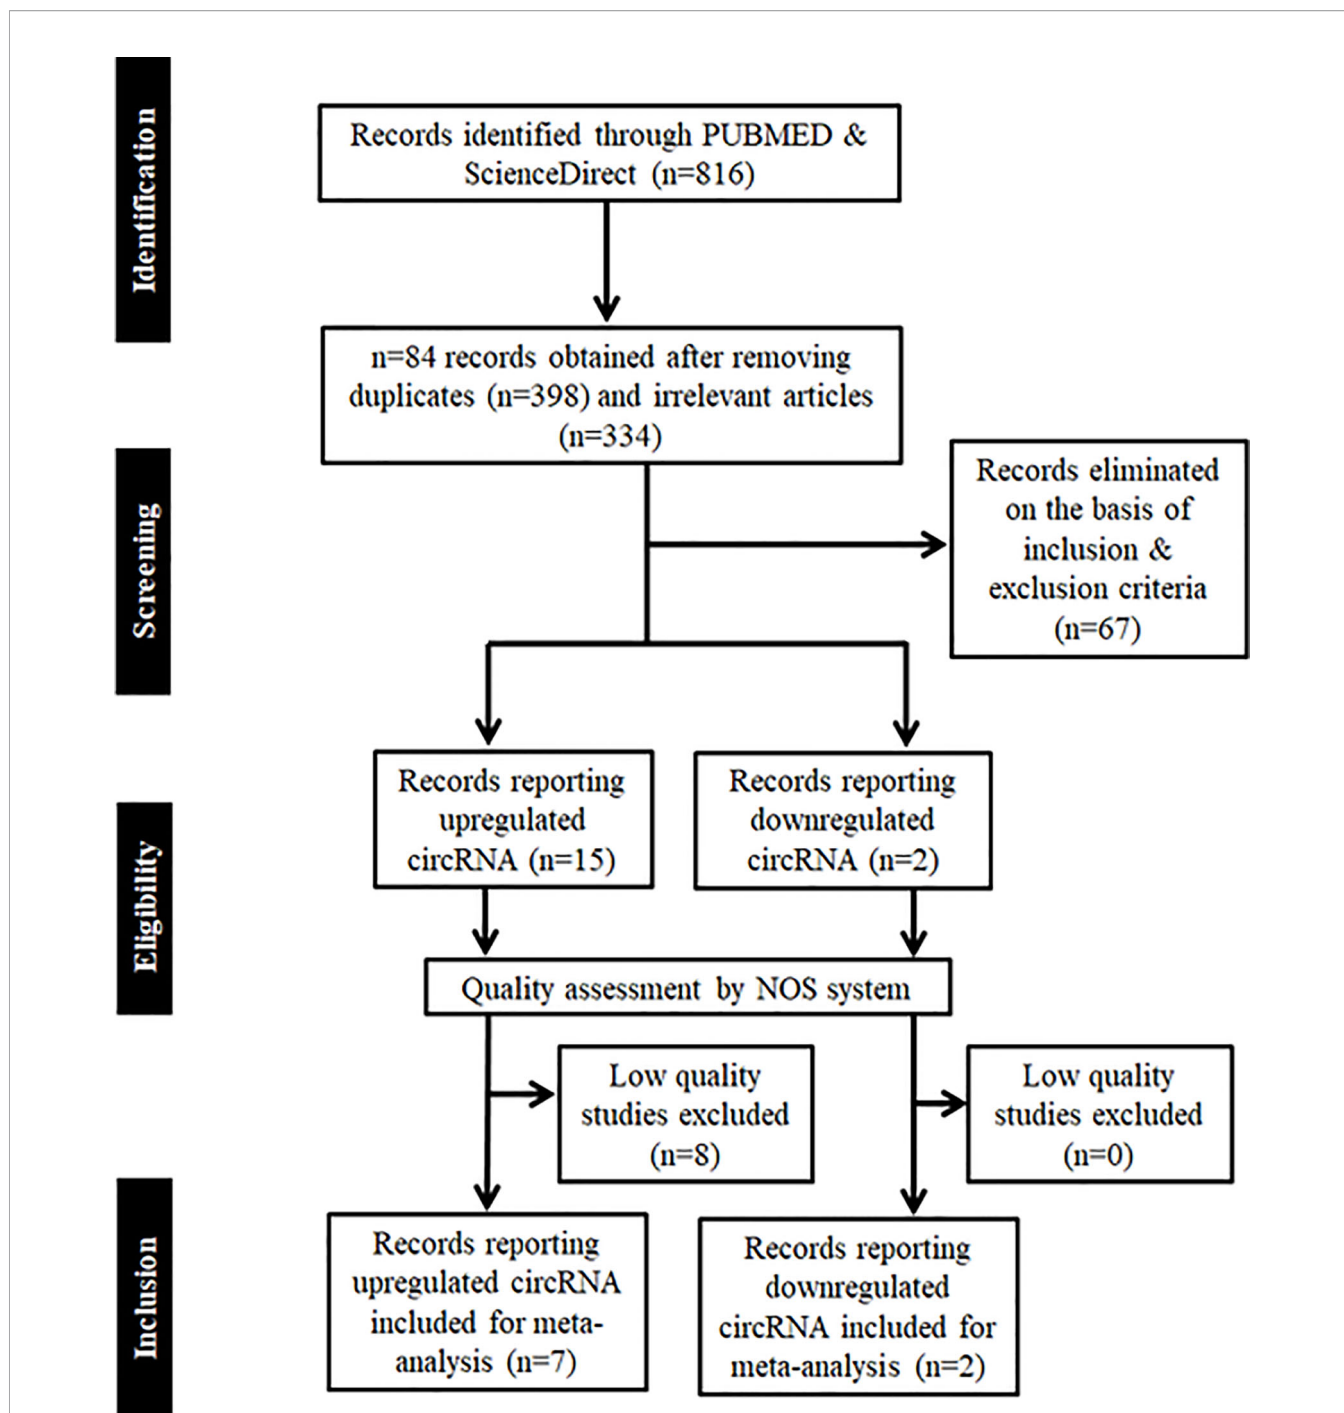 Identification
Records identified through PUBMED &
ScienceDirect (n=816)
n=84 records obtained after removing
duplicates (n=398) and irrelevant articles
(n=334)
Screening
Records eliminated
on the basis of
inclusion &
exclusion criteria
(n=67)
Eligibility
Records reporting
upregulated
circRNA (n=15)
Records reporting
downregulated
circRNA (n=2)
Quality assessment by NOS system
Low quality
studies excluded
(n=8)
Low quality
studies excluded
(n=0)
Inclusion
Records reporting
upregulated circRNA
included for meta-
analysis (n=7)
Records reporting
downregulated
circRNA included for
meta-analysis (n=2)